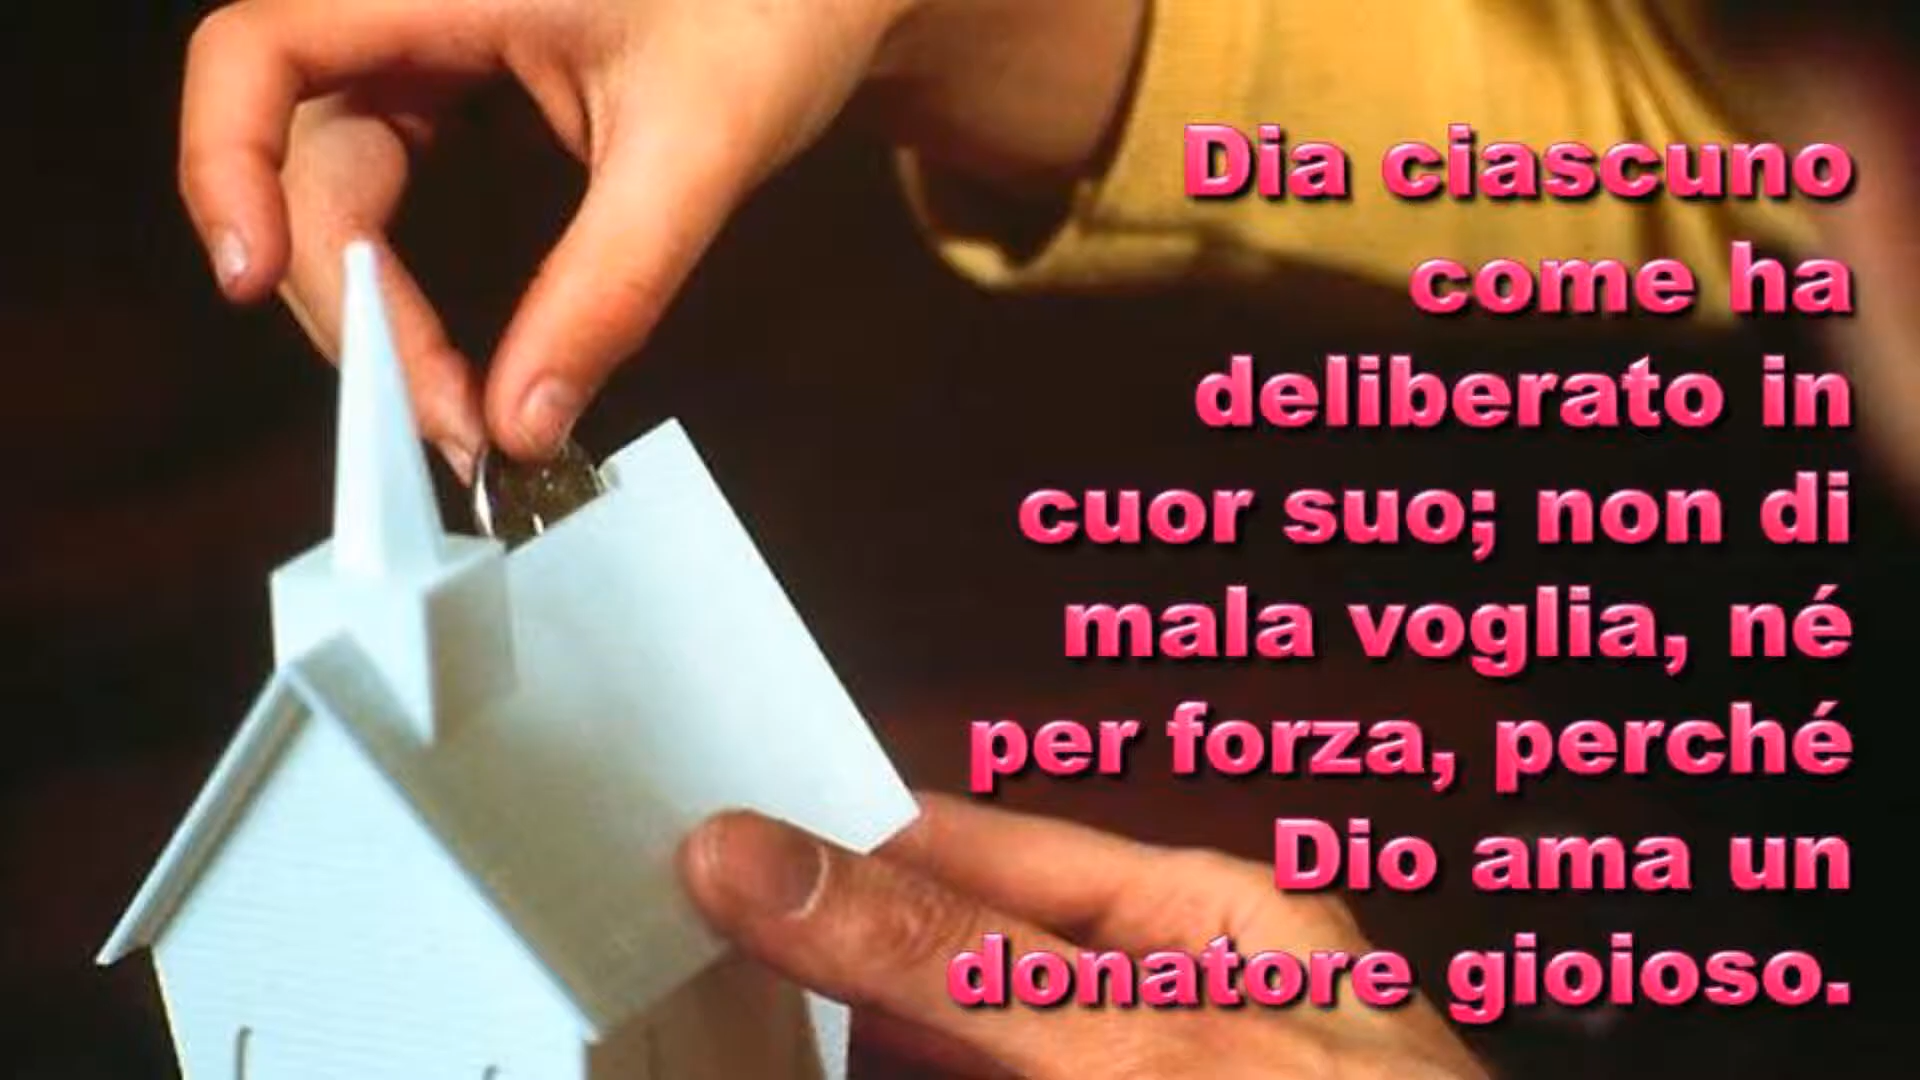 Dia ciascuno
come ha
deliberato in
cuor suo; non di
mala voglia, né
per forza, perché
Dio ama un
donatore gioioso.